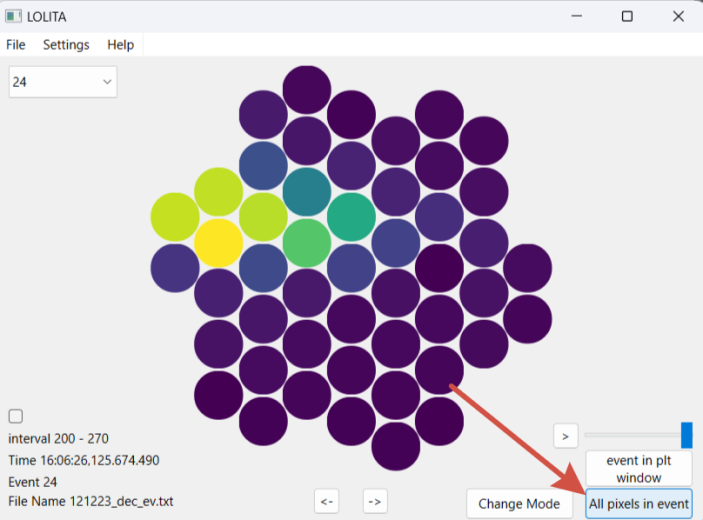 LOLITA
File Settings Help
24
interval 200 - 270
Time 16:06:26,125.674.490
Event 24
File Name 121223_dec_ev.txt
<-
->
Change Mode
>
event in plt
window
All pixels in event